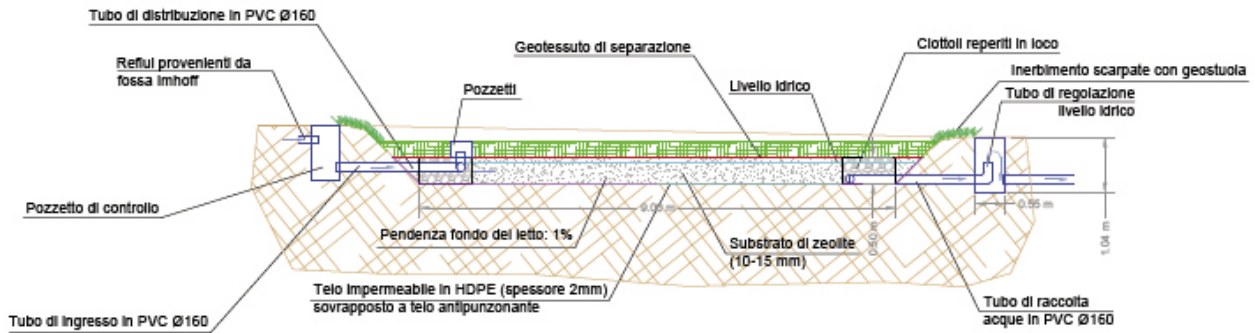 Tubo di distribuzione in PVC Ø160
Geotessuto di separazione
Ciottoli reperiti in loco
Reflui provenienti da
fossa Imhoff
Pozzetti
Livello idrico
Inerbimento scarpate con geostuoia
Tubo di regolazione
livello idrico
Pozzetto di controllo
9.00 m
0.55 m
1.04 m
0.50 m
Pendenza fondo del letto: 1%
Substrato di zeolite
(10-15 mm)
Telo impermeabile in HDPE (spessore 2mm)
sovrapposto a telo antipunzonante
Tubo di ingresso in PVC Ø160
Tubo di raccolta
acque in PVC Ø160